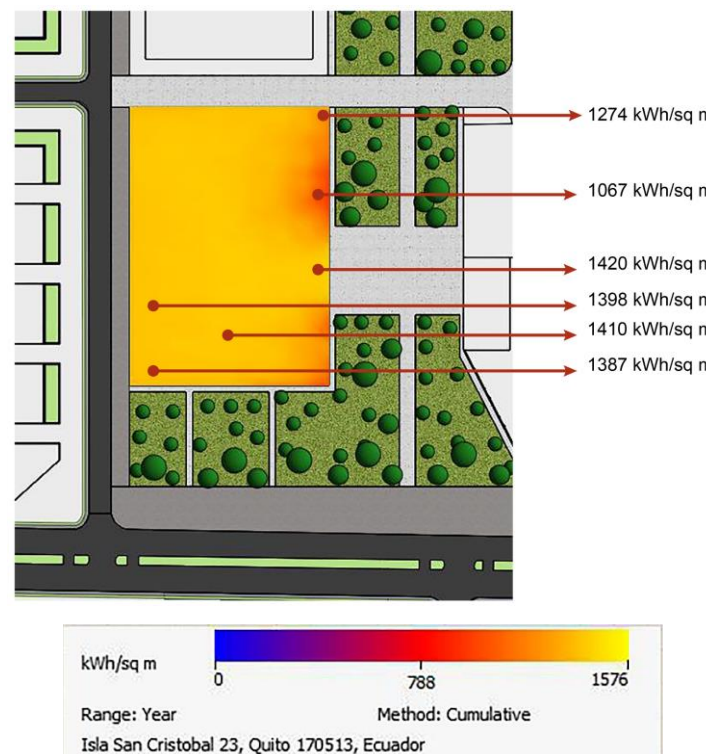 1274 kWh/sq m
1067 kWh/sq m
1420 kWh/sq m
1398 kWh/sq m
1410 kWh/sq m
1387 kWh/sq m
kWh/sq m
0 788 1576
Range: Year Method: Cumulative
Isla San Cristobal 23, Quito 170513, Ecuador